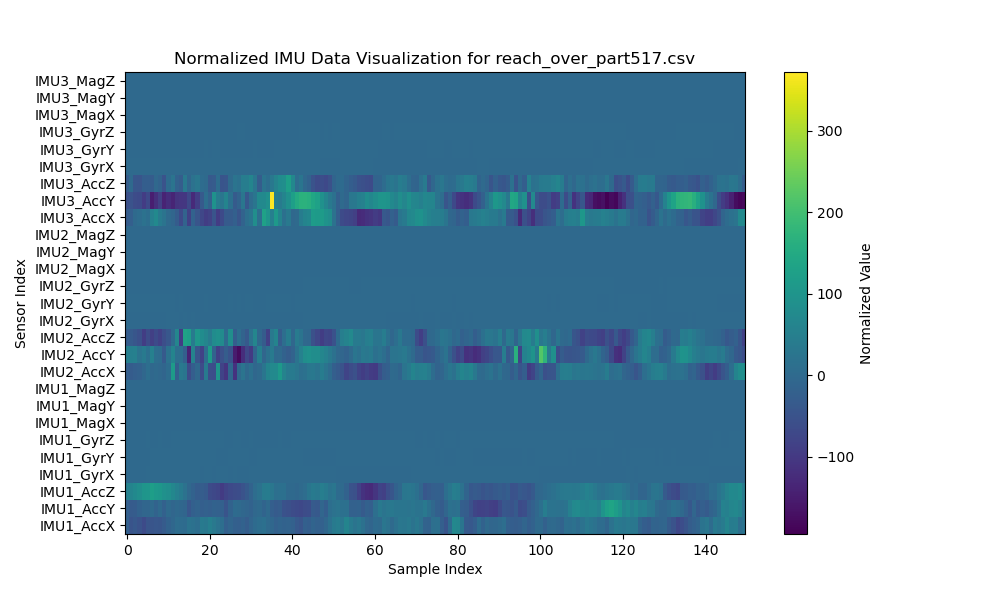 Normalized IMU Data Visualization for reach_over_part517.csv
IMU3_MagZ
IMU3_MagY
IMU3_MagX
IMU3_GyrZ
IMU3_GyrY
IMU3_GyrX
IMU3_AccZ
IMU3_AccY
IMU3_AccX
IMU2_MagZ
IMU2_MagY
IMU2_MagX
IMU2_GyrZ
IMU2_GyrY
IMU2_GyrX
IMU2_AccZ
IMU2_AccY
IMU2_AccX
IMU1_MagZ
IMU1_MagY
IMU1_MagX
IMU1_GyrZ
IMU1_GyrY
IMU1_GyrX
IMU1_AccZ
IMU1_AccY
IMU1_AccX
Sensor Index
0 20 40 60 80 100 120 140
Sample Index
300
200
100
0
−100
Normalized Value